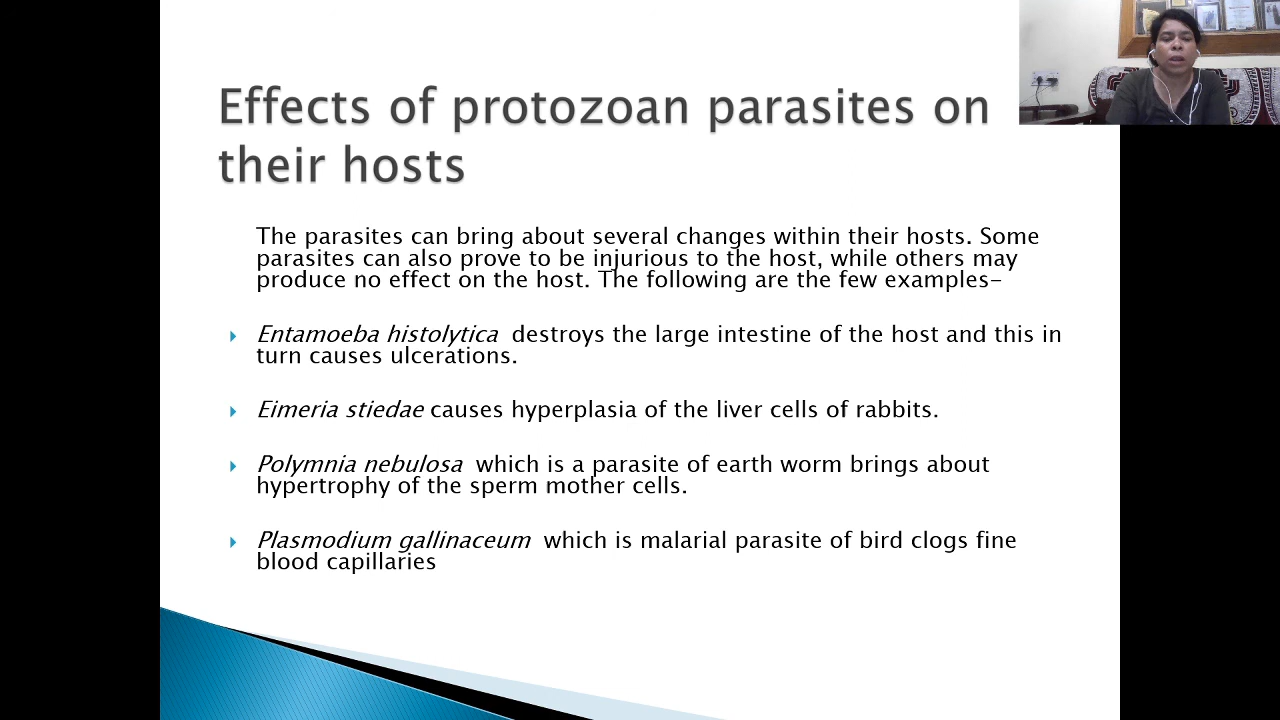 Effects of protozoan parasites on
their hosts
The parasites can bring about several changes within their hosts. Some
parasites can also prove to be injurious to the host, while others may
produce no effect on the host. The following are the few examples-
Entamoeba histolytica destroys the large intestine of the host and this in
turn causes ulcerations.
Eimeria stiedae causes hyperplasia of the liver cells of rabbits.
Polymnia nebulosa which is a parasite of earth worm brings about
hypertrophy of the sperm mother cells.
Plasmodium gallinaceum which is malarial parasite of bird clogs fine
blood capillaries